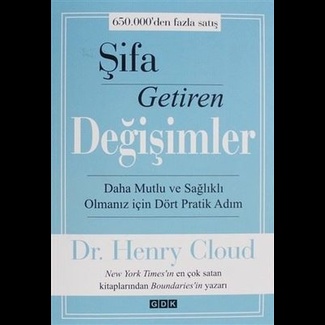 650.000'den fazla satış
Şifa
Getiren
Değişimler
Daha Mutlu ve Sağlıklı
Olmanız için Dört Pratik Adım
Dr. Henry Cloud
New York Times'ın en çok satan
kitaplarından Boundaries'in yazarı
GDK